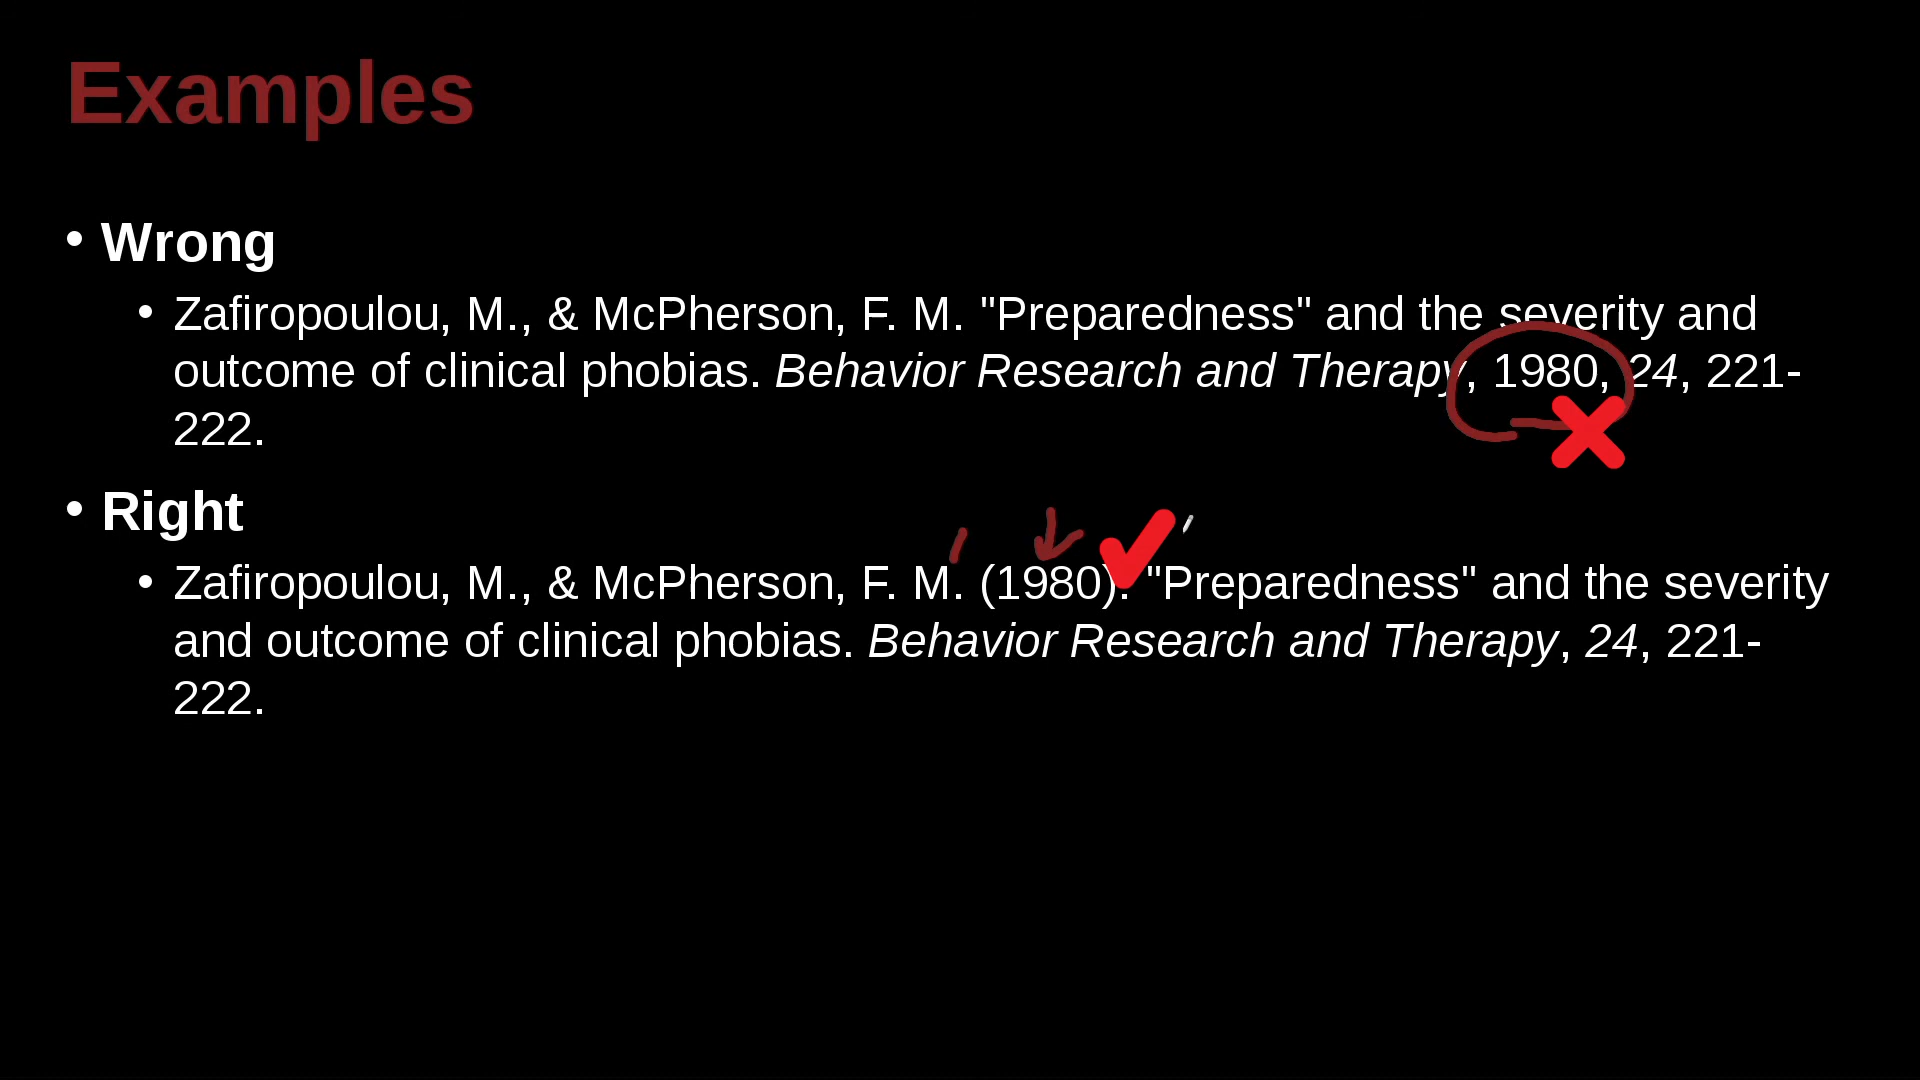 Examples
• Wrong
• Zafiropoulou, M., & McPherson, F. M. "Preparedness" and the severity and
outcome of clinical phobias. Behavior Research and Therapy, 1980, 24, 221-
222.
• Right
• Zafiropoulou, M., & McPherson, F. M. (1980). "Preparedness" and the severity
and outcome of clinical phobias. Behavior Research and Therapy, 24, 221-
222.